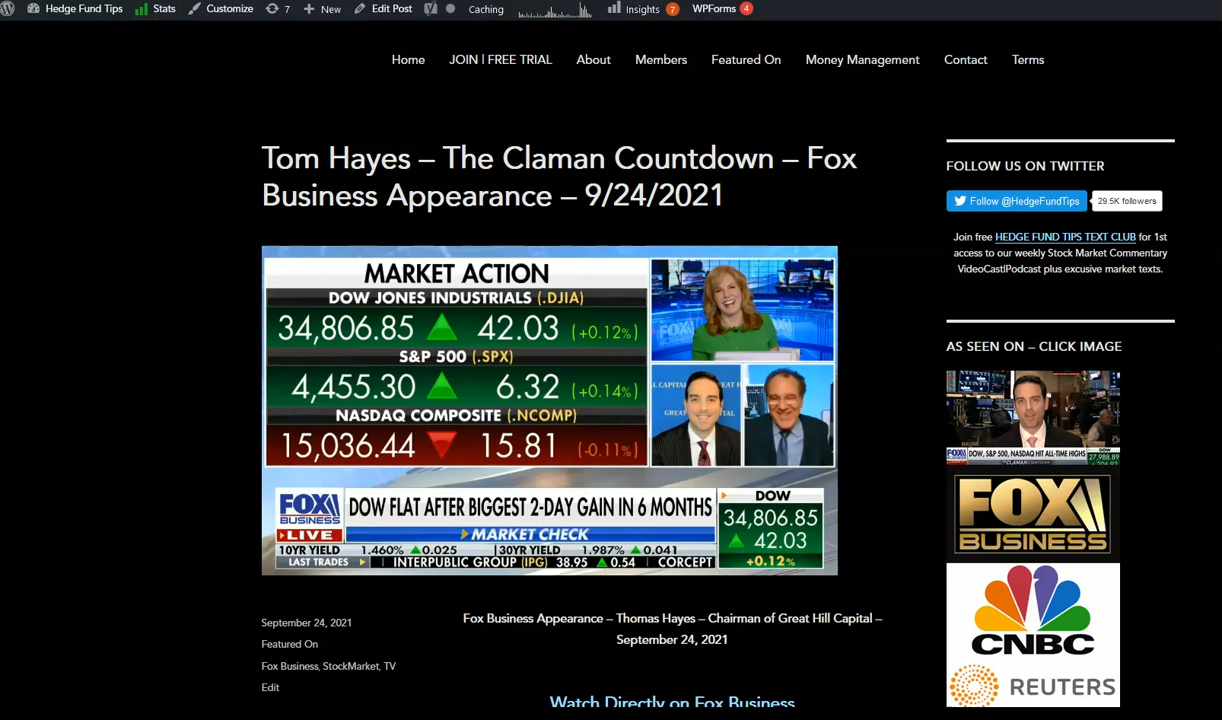 Hedge Fund Tips Stats Customize 7 New Edit Post Caching Insights 7 WPForms 4
Home JOIN | FREE TRIAL About Members Featured On Money Management Contact Terms
Tom Hayes – The Claman Countdown – Fox
Business Appearance – 9/24/2021
MARKET ACTION
DOW JONES INDUSTRIALS (.DJIA)
34,806.85 ▲ 42.03 (+0.12%)
S&P 500 (.SPX)
4,455.30 ▲ 6.32 (+0.14%)
NASDAQ COMPOSITE (.NCOMP)
15,036.44 ▼ 15.81 (-0.11%)
FOX
BUSINESS
LIVE
DOW FLAT AFTER BIGGEST 2-DAY GAIN IN 6 MONTHS
MARKET CHECK
10YR YIELD 1.460% ▲0.025 30YR YIELD 1.987% ▲0.041
LAST TRADES INTERPUBLIC GROUP (IPG) 38.95 ▲0.54 CORCEPT
DOW
34,806.85
▲ 42.03
+0.12%
September 24, 2021
Featured On
Fox Business, StockMarket, TV
Edit
Fox Business Appearance – Thomas Hayes – Chairman of Great Hill Capital –
September 24, 2021
Watch Directly on Fox Business
FOLLOW US ON TWITTER
Follow @HedgeFundTips 29.5K followers
Join free HEDGE FUND TIPS TEXT CLUB for 1st
access to our weekly Stock Market Commentary
VideoCast|Podcast plus excusive market texts.
AS SEEN ON – CLICK IMAGE
DOW, S&P 500, NASDAQ HIT ALL-TIME HIGHS
DOW
27,988.89
FOX
BUSINESS
CNBC
REUTERS